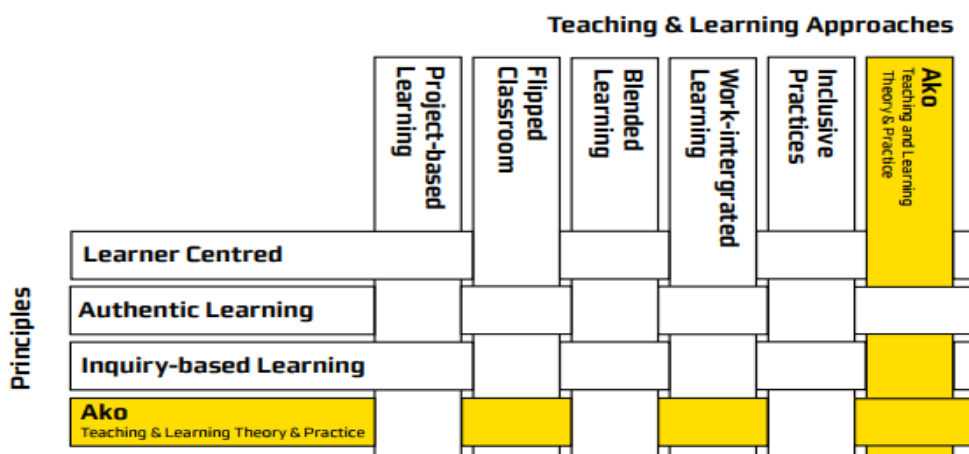 Teaching & Learning Approaches
Project-based
Learning
Flipped
Classroom
Blended
Learning
Work-intergrated
Learning
Inclusive
Practices
Ako
Teaching and Learning
Theory & Practice
Principles
Learner Centred
Authentic Learning
Inquiry-based Learning
Ako
Teaching & Learning Theory & Practice